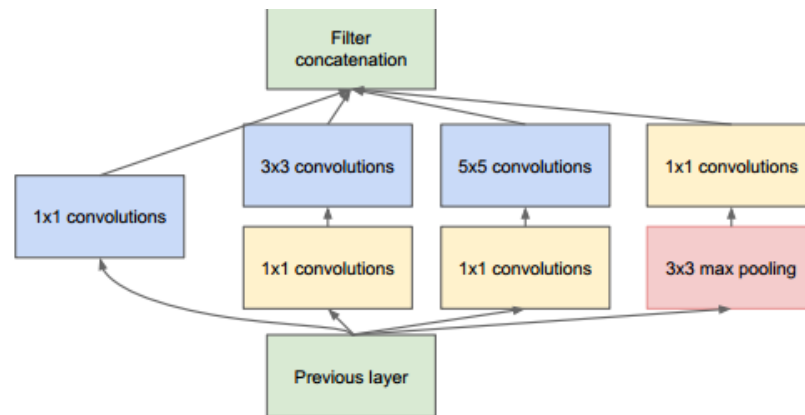 Filter
concatenation
3x3 convolutions
5x5 convolutions
1x1 convolutions
1x1 convolutions
1x1 convolutions
1x1 convolutions
3x3 max pooling
Previous layer